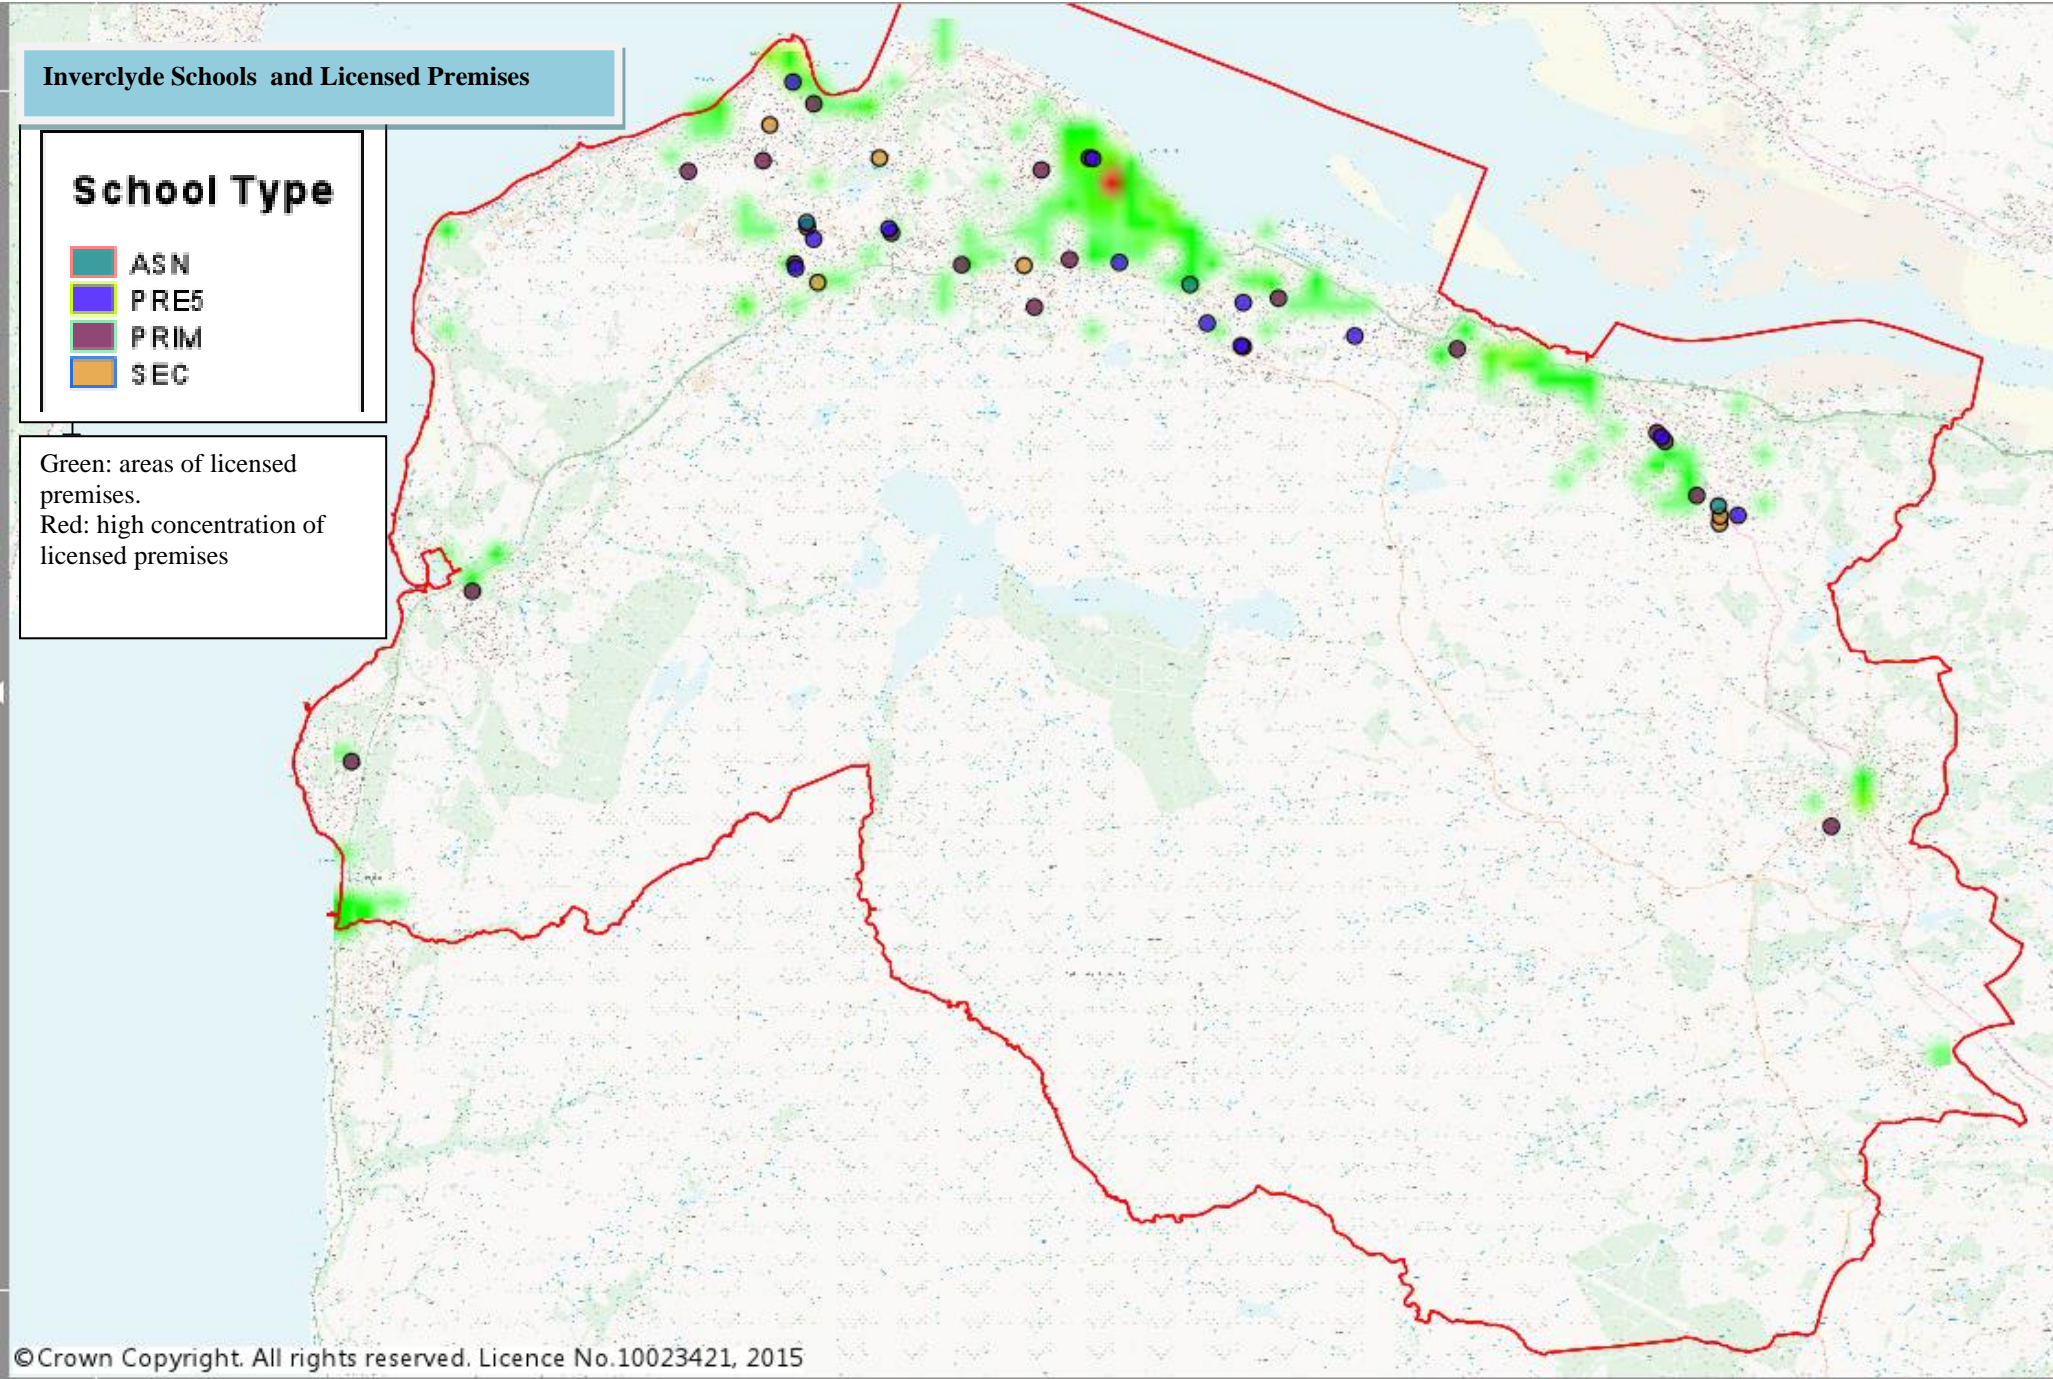 Inverclyde Schools  and Licensed Premises
School Type
ASN
PRE5
PRIM
SEC
Green: areas of licensed
premises.
Red: high concentration of
licensed premises
©Crown Copyright. All rights reserved. Licence No.10023421, 2015